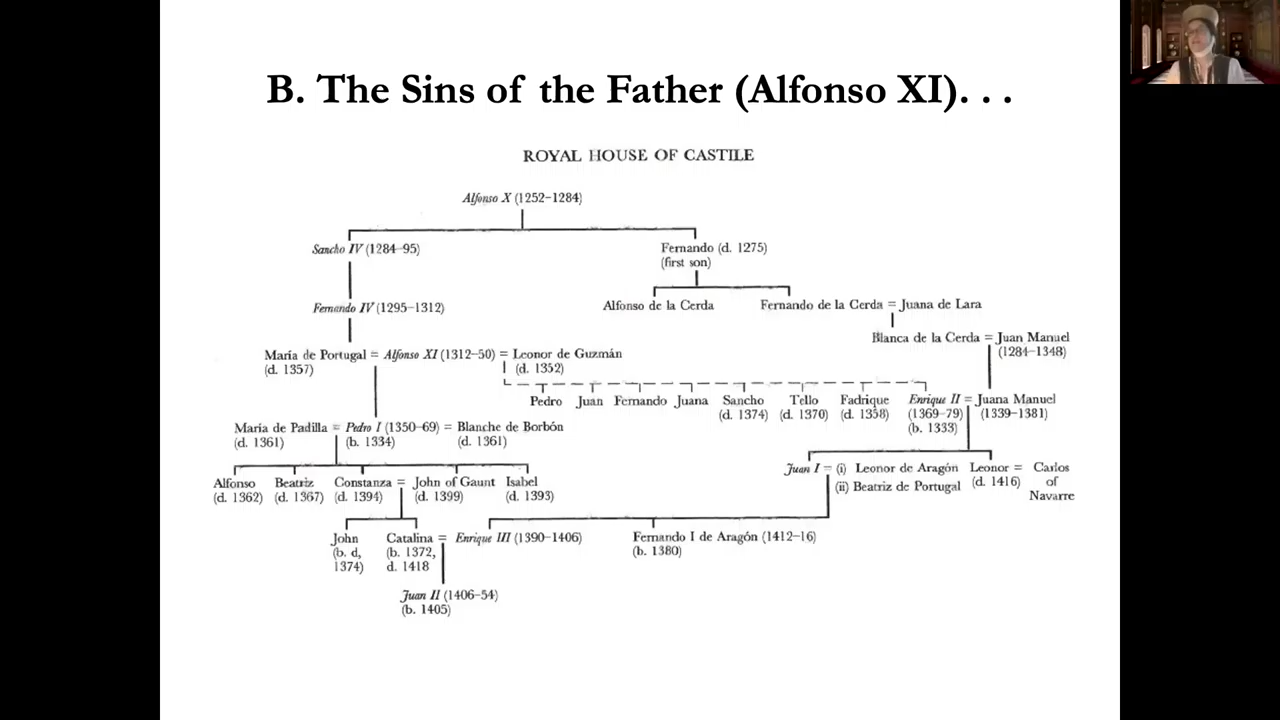 B. The Sins of the Father (Alfonso XI). . .
ROYAL HOUSE OF CASTILE
Alfonso X (1252–1284)
Sancho IV (1284–95)
Fernando (d. 1275)
(first son)
Fernando IV (1295–1312)
Alfonso de la Cerda
Fernando de la Cerda = Juana de Lara
Blanca de la Cerda = Juan Manuel
(1284–1348)
María de Portugal = Alfonso XI (1312–50) = Leonor de Guzmán
(d. 1357)
(d. 1352)
Pedro Juan Fernando Juana Sancho Tello Fadrique Enrique II = Juana Manuel
(d. 1374) (d. 1370) (d. 1358) (1369–79) (1339–1381)
(b. 1333)
María de Padilla = Pedro I (1350–69) = Blanche de Borbón
(d. 1361) (b. 1334) (d. 1361)
Juan I = (i) Leonor de Aragón Leonor = Carlos
(ii) Beatriz de Portugal (d. 1416) of
Navarre
Alfonso Beatriz Constanza = John of Gaunt Isabel
(d. 1362) (d. 1367) (d. 1394) (d. 1399) (d. 1393)
John Catalina = Enrique III (1390–1406) Fernando I de Aragón (1412–16)
(b. d, (b. 1372, (b. 1380)
1374) d. 1418
Juan II (1406–54)
(b. 1405)